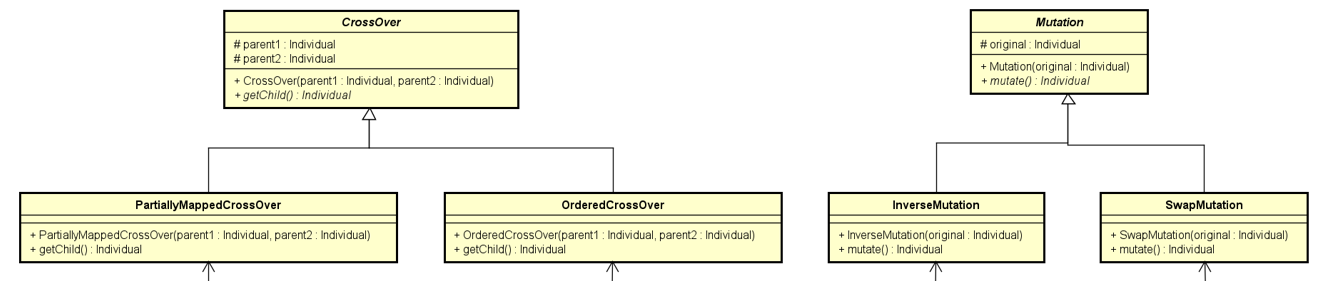 CrossOver
# parent1 : Individual
# parent2 : Individual
+ CrossOver(parent1 : Individual, parent2 : Individual)
+ getChild() : Individual
Mutation
# original : Individual
+ Mutation(original : Individual)
+ mutate() : Individual
PartiallyMappedCrossOver
+ PartiallyMappedCrossOver(parent1 : Individual, parent2 : Individual)
+ getChild() : Individual
OrderedCrossOver
+ OrderedCrossOver(parent1 : Individual, parent2 : Individual)
+ getChild() : Individual
InverseMutation
+ InverseMutation(original : Individual)
+ mutate() : Individual
SwapMutation
+ SwapMutation(original : Individual)
+ mutate() : Individual